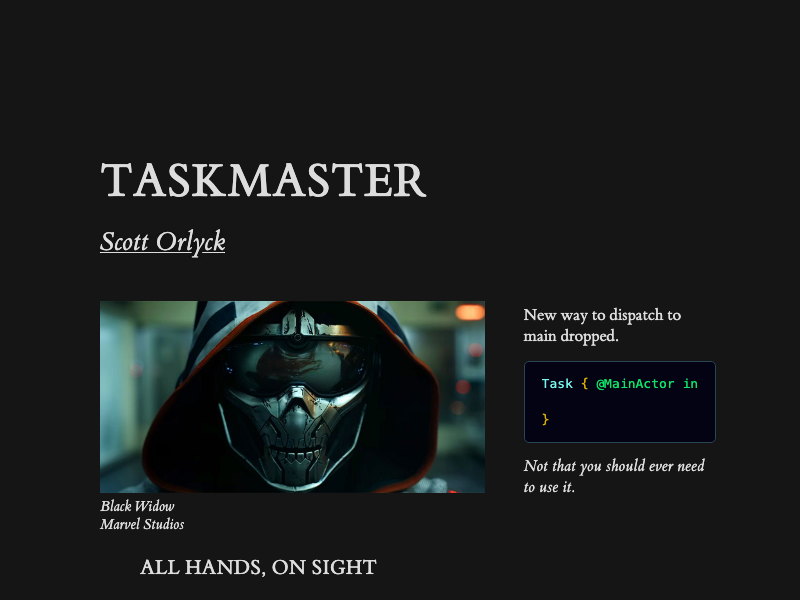 TASKMASTER
Scott Orlyck
New way to dispatch to
main dropped.
Task { @MainActor in
}
Not that you should ever need
to use it.
Black Widow
Marvel Studios
ALL HANDS, ON SIGHT